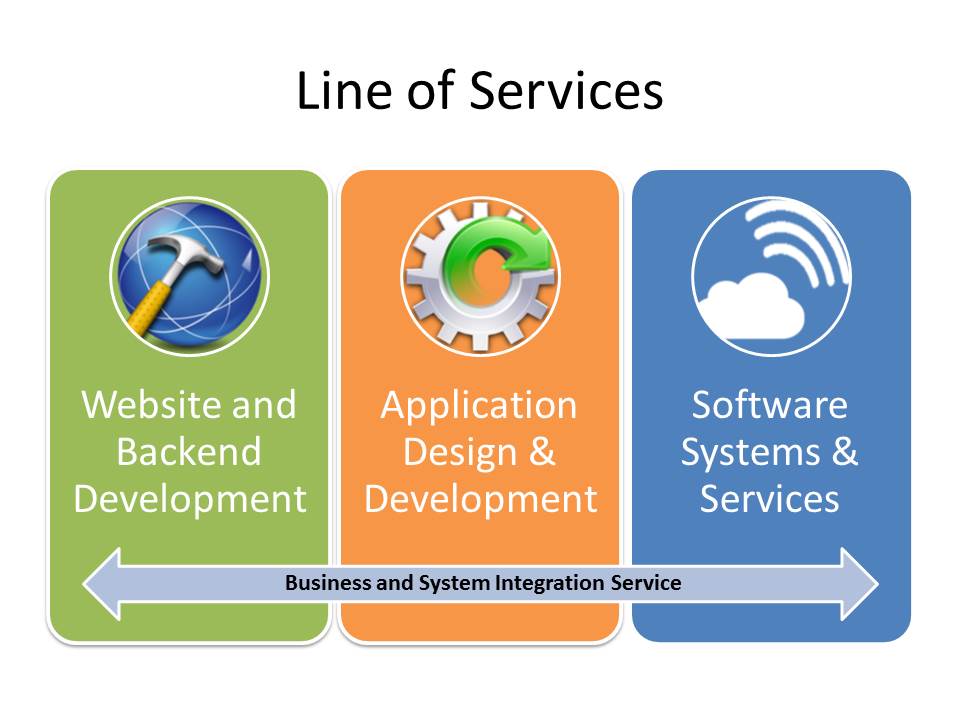 Line of Services
Website and
Backend
Development
Application
Design &
Development
Software
Systems &
Services
Business and System Integration Service